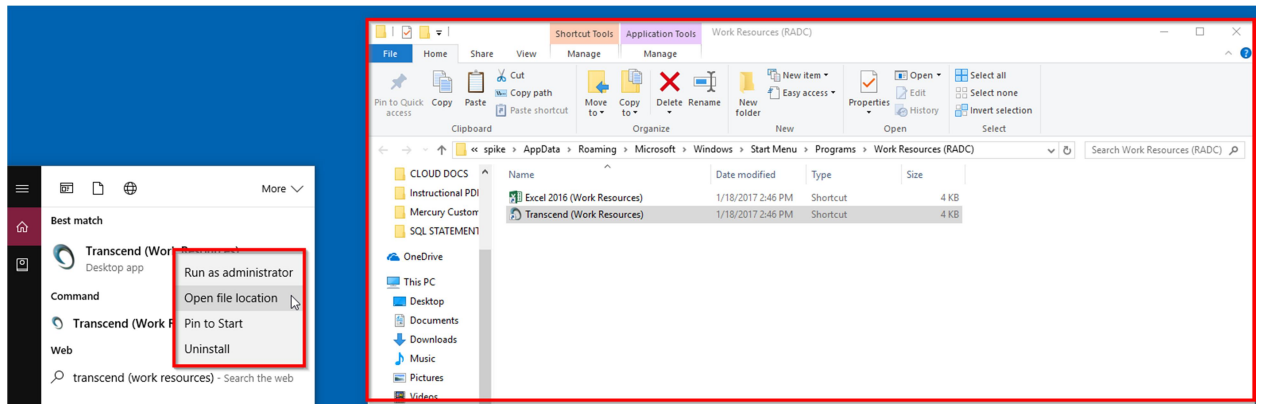 More
Best match
Transcend (Wor
Desktop app
Command
Transcend (Work
Web
transcend (work resources) - Search the web
Run as administrator
Open file location
Pin to Start
Uninstall
Shortcut Tools Application Tools Work Resources (RADC)
File Home Share View Manage Manage
Pin to Quick access
Copy
Paste
Cut
Copy path
Paste shortcut
Clipboard
Move to
Copy to
Delete
Rename
Organize
New folder
New item
Easy access
New
Properties
Open
Edit
History
Open
Select all
Select none
Invert selection
Select
« spike > AppData > Roaming > Microsoft > Windows > Start Menu > Programs > Work Resources (RADC)
Search Work Resources (RADC)
CLOUD DOCS
Instructional PDI
Mercury Custom
SQL STATEMENT
OneDrive
This PC
Desktop
Documents
Downloads
Music
Pictures
Videos
Name Date modified Type Size
Excel 2016 (Work Resources) 1/18/2017 2:46 PM Shortcut 4 KB
Transcend (Work Resources) 1/18/2017 2:46 PM Shortcut 4 KB